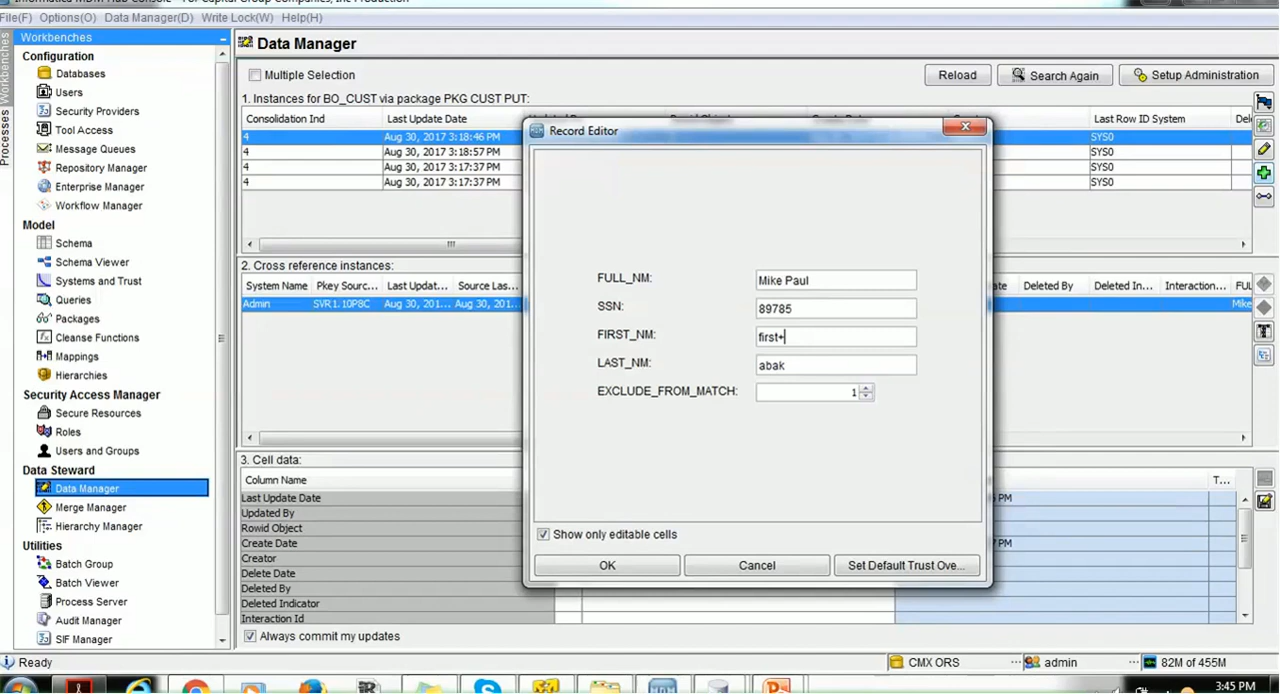 File(F) Options(O) Data Manager(D) Write Lock(W) Help(H)
Workbenches
Processes
Workbenches
Configuration
Databases
Users
Security Providers
Tool Access
Message Queues
Repository Manager
Enterprise Manager
Workflow Manager
Model
Schema
Schema Viewer
Systems and Trust
Queries
Packages
Cleanse Functions
Mappings
Hierarchies
Security Access Manager
Secure Resources
Roles
Users and Groups
Data Steward
Data Manager
Merge Manager
Hierarchy Manager
Utilities
Batch Group
Batch Viewer
Process Server
Audit Manager
SIF Manager
Data Manager
Multiple Selection
Reload
Search Again
Setup Administration
1. Instances for BO_CUST via package PKG CUST PUT:
Consolidation Ind Last Update Date Last Row ID System
4 Aug 30, 2017 3:18:46 PM SYS0
4 Aug 30, 2017 3:18:57 PM SYS0
4 Aug 30, 2017 3:17:37 PM SYS0
4 Aug 30, 2017 3:17:37 PM SYS0
2. Cross reference instances:
System Name Pkey Sourc... Last Updat... Source Las... Deleted By Deleted In... Interaction...
Admin SVR1.10P8C Aug 30, 201... Aug 30, 201...
3. Cell data:
Column Name T...
Last Update Date
Updated By
Rowid Object
Create Date
Creator
Delete Date
Deleted By
Deleted Indicator
Interaction Id
Always commit my updates
Record Editor
FULL_NM: Mike Paul
SSN: 89785
FIRST_NM: first+
LAST_NM: abak
EXCLUDE_FROM_MATCH: 1
Show only editable cells
OK
Cancel
Set Default Trust Ove...
Ready
CMX ORS
admin
82M of 455M
3:45 PM